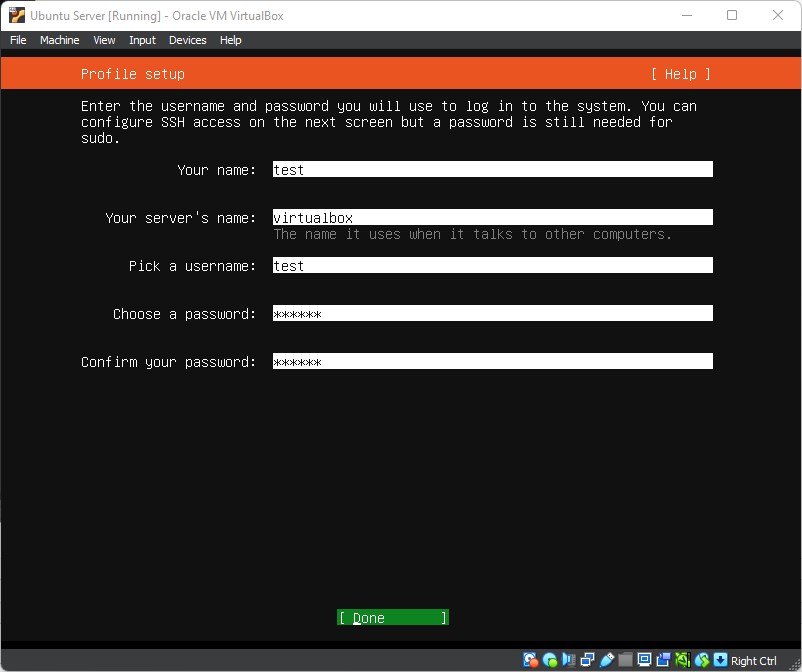 Ubuntu Server [Running] - Oracle VM VirtualBox
File Machine View Input Devices Help
Profile setup [ Help ]
Enter the username and password you will use to log in to the system. You can
configure SSH access on the next screen but a password is still needed for
sudo.
Your name: test
Your server's name: virtualbox
The name it uses when it talks to other computers.
Pick a username: test
Choose a password: ******
Confirm your password: ******
[ Done ]
Right Ctrl